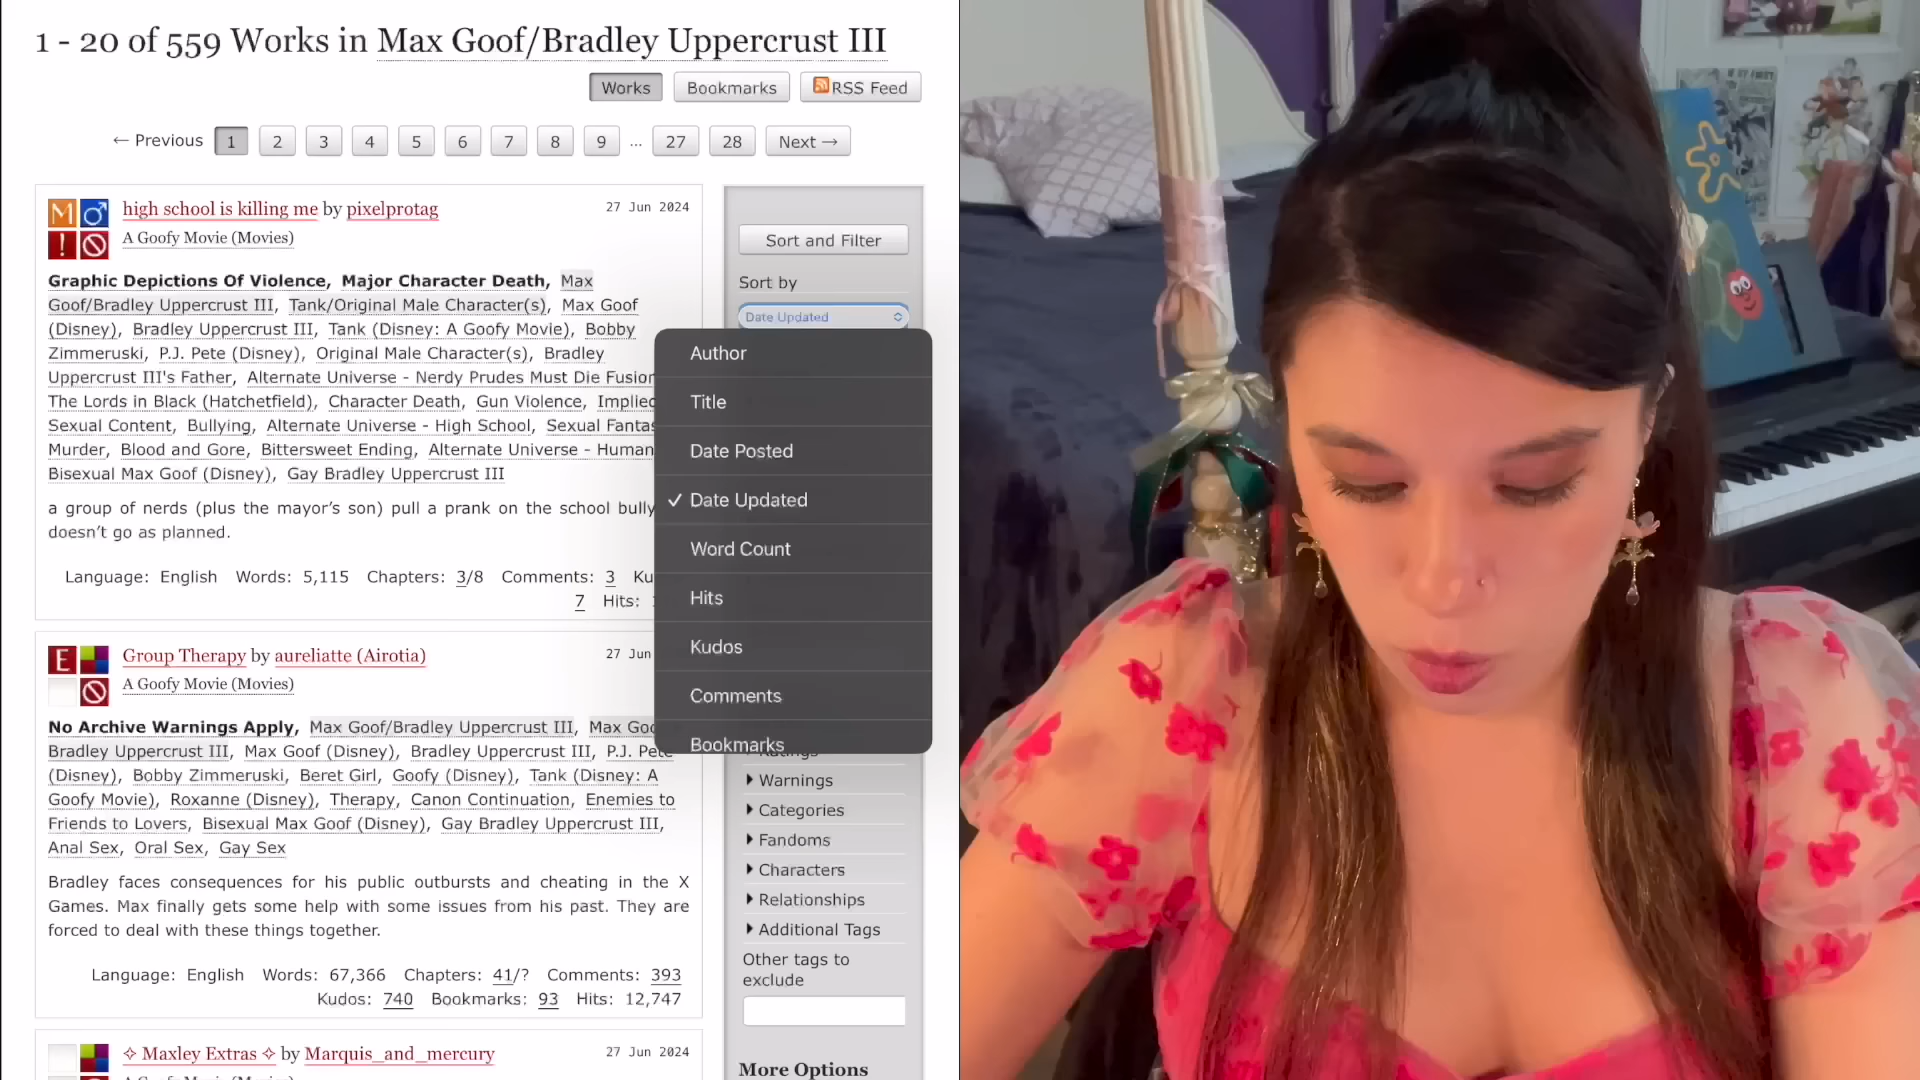 1 - 20 of 559 Works in Max Goof/Bradley Uppercrust III
Works Bookmarks RSS Feed
← Previous 1 2 3 4 5 6 7 8 9 ... 27 28 Next →
high school is killing me by pixelprotag 27 Jun 2024
A Goofy Movie (Movies)
Graphic Depictions Of Violence, Major Character Death, Max
Goof/Bradley Uppercrust III, Tank/Original Male Character(s), Max Goof
(Disney), Bradley Uppercrust III, Tank (Disney: A Goofy Movie), Bobby
Zimmeruski, P.J. Pete (Disney), Original Male Character(s), Bradley
Uppercrust III's Father, Alternate Universe - Nerdy Prudes Must Die Fusion
The Lords in Black (Hatchetfield), Character Death, Gun Violence, Implied
Sexual Content, Bullying, Alternate Universe - High School, Sexual Fantas
Murder, Blood and Gore, Bittersweet Ending, Alternate Universe - Human
Bisexual Max Goof (Disney), Gay Bradley Uppercrust III
a group of nerds (plus the mayor's son) pull a prank on the school bully
doesn't go as planned.
Language: English Words: 5,115 Chapters: 3/8 Comments: 3 Ku
7 Hits:
Group Therapy by aureliatte (Airotia) 27 Jun
A Goofy Movie (Movies)
No Archive Warnings Apply, Max Goof/Bradley Uppercrust III, Max Goo
Bradley Uppercrust III, Max Goof (Disney), Bradley Uppercrust III, P.J. Pete
(Disney), Bobby Zimmeruski, Beret Girl, Goofy (Disney), Tank (Disney: A
Goofy Movie), Roxanne (Disney), Therapy, Canon Continuation, Enemies to
Friends to Lovers, Bisexual Max Goof (Disney), Gay Bradley Uppercrust III,
Anal Sex, Oral Sex, Gay Sex
Bradley faces consequences for his public outbursts and cheating in the X
Games. Max finally gets some help with some issues from his past. They are
forced to deal with these things together.
Language: English Words: 67,366 Chapters: 41/? Comments: 393
Kudos: 740 Bookmarks: 93 Hits: 12,747
✧ Maxley Extras ✧ by Marquis_and_mercury 27 Jun 2024
Sort and Filter
Sort by
Date Updated
Author
Title
Date Posted
✓ Date Updated
Word Count
Hits
Kudos
Comments
Bookmarks
Ratings
Warnings
Categories
Fandoms
Characters
Relationships
Additional Tags
Other tags to
exclude
More Options